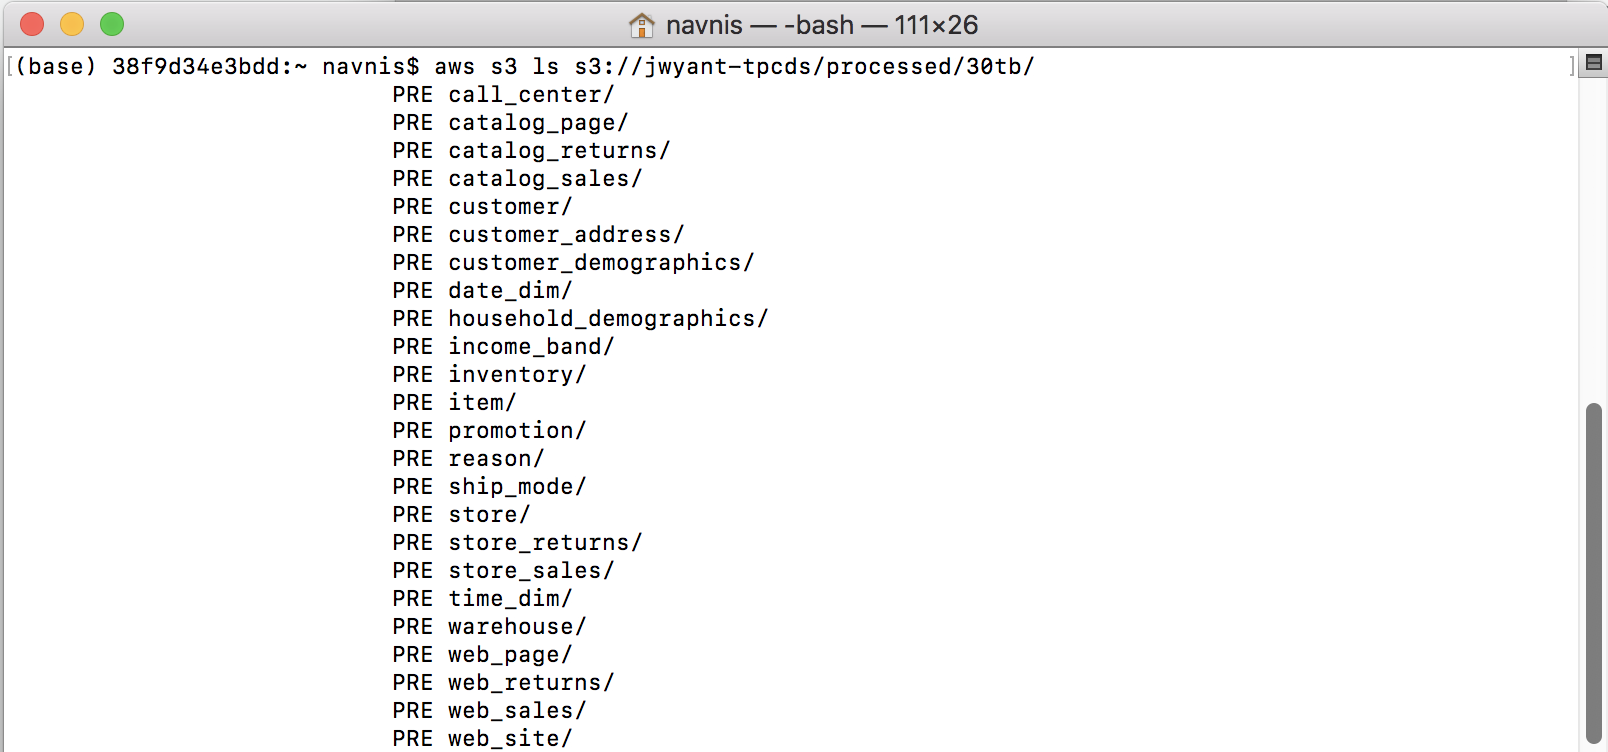 navnis — -bash — 111×26
[(base) 38f9d34e3bdd:~ navnis$ aws s3 ls s3://jwyant-tpcds/processed/30tb/ ]
PRE call_center/
PRE catalog_page/
PRE catalog_returns/
PRE catalog_sales/
PRE customer/
PRE customer_address/
PRE customer_demographics/
PRE date_dim/
PRE household_demographics/
PRE income_band/
PRE inventory/
PRE item/
PRE promotion/
PRE reason/
PRE ship_mode/
PRE store/
PRE store_returns/
PRE store_sales/
PRE time_dim/
PRE warehouse/
PRE web_page/
PRE web_returns/
PRE web_sales/
PRE web_site/